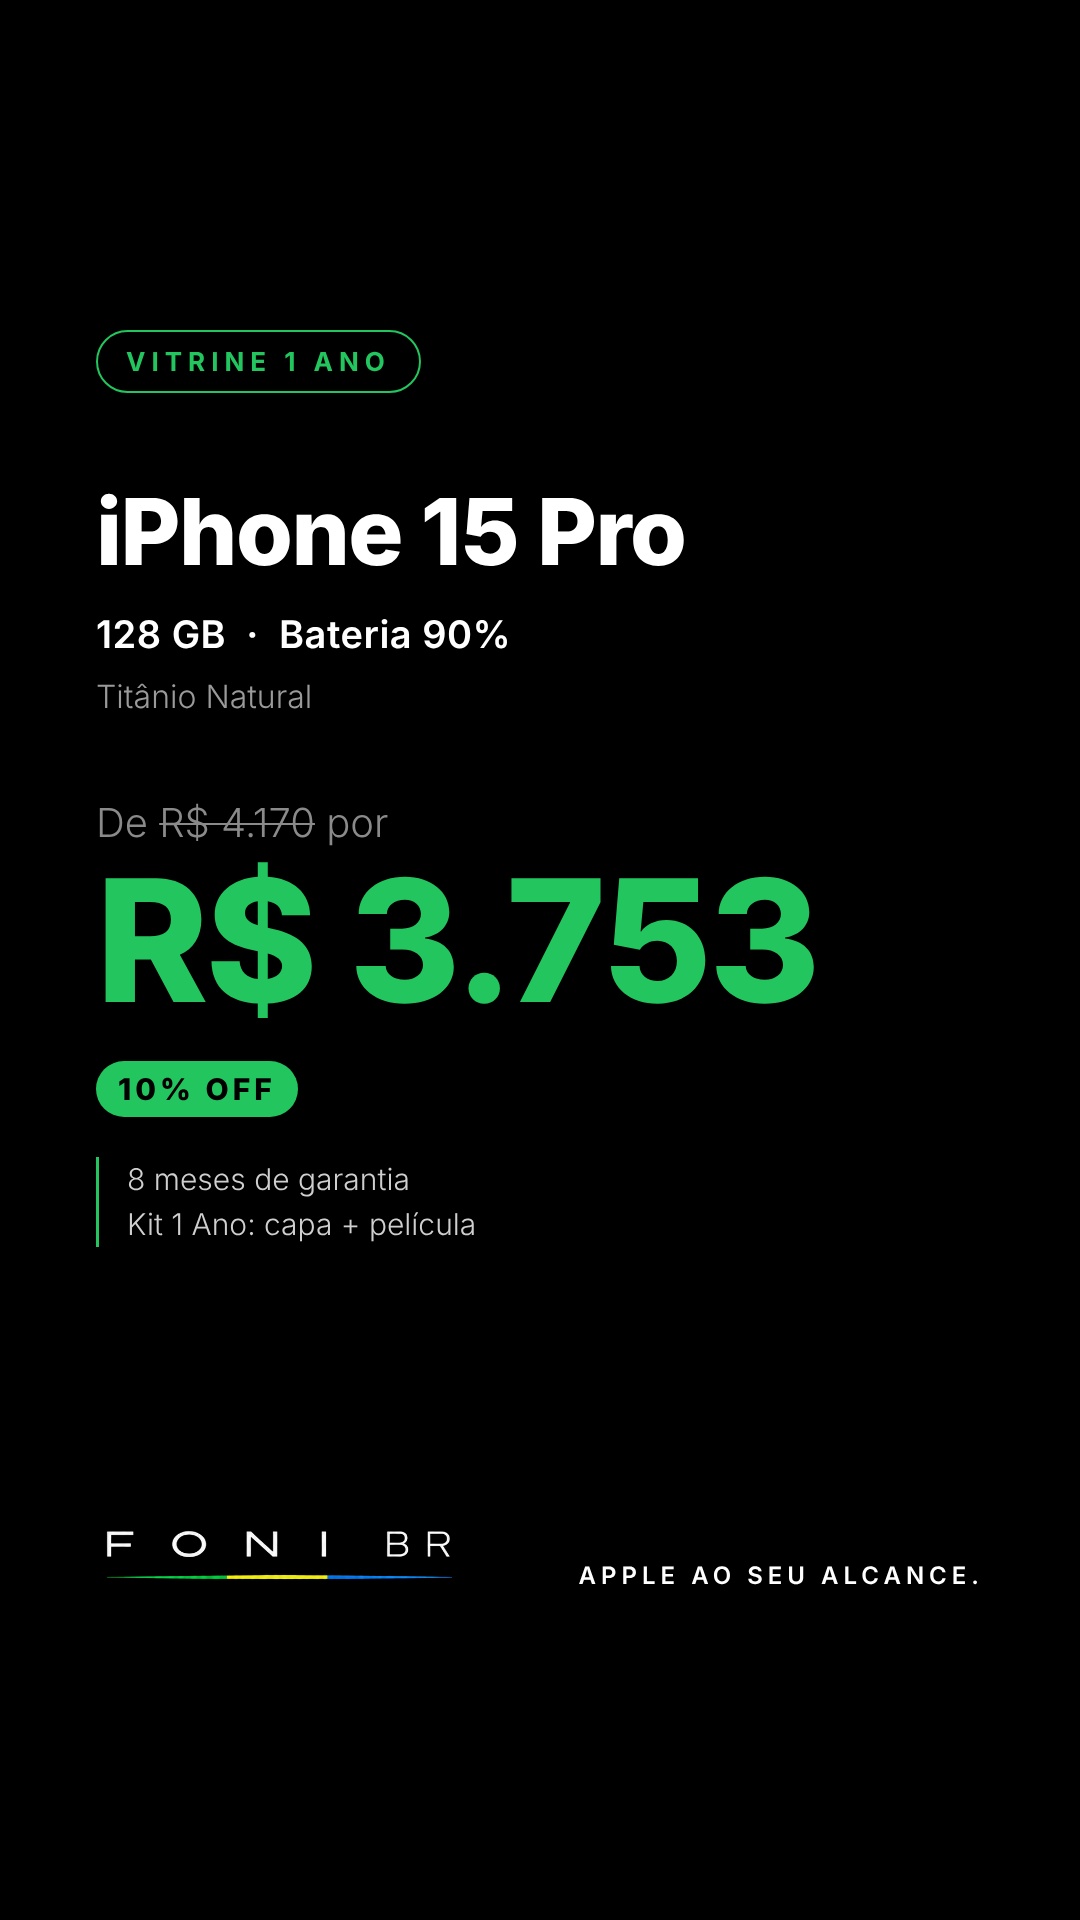 VITRINE 1 ANO
iPhone 15 Pro
128 GB · Bateria 90%
Titânio Natural
De R$ 4.170 por
R$ 3.753
10% OFF
8 meses de garantia
Kit 1 Ano: capa + película
FONI BR
APPLE AO SEU ALCANCE.